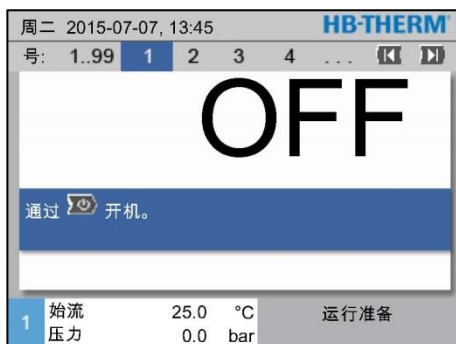 周二 2015-07-07, 13:45 HB-THERM®
号: 1..99 1 2 3 4 ...
OFF
通过 开机。
1 始流 25.0 °C 运行准备
压力 0.0 bar